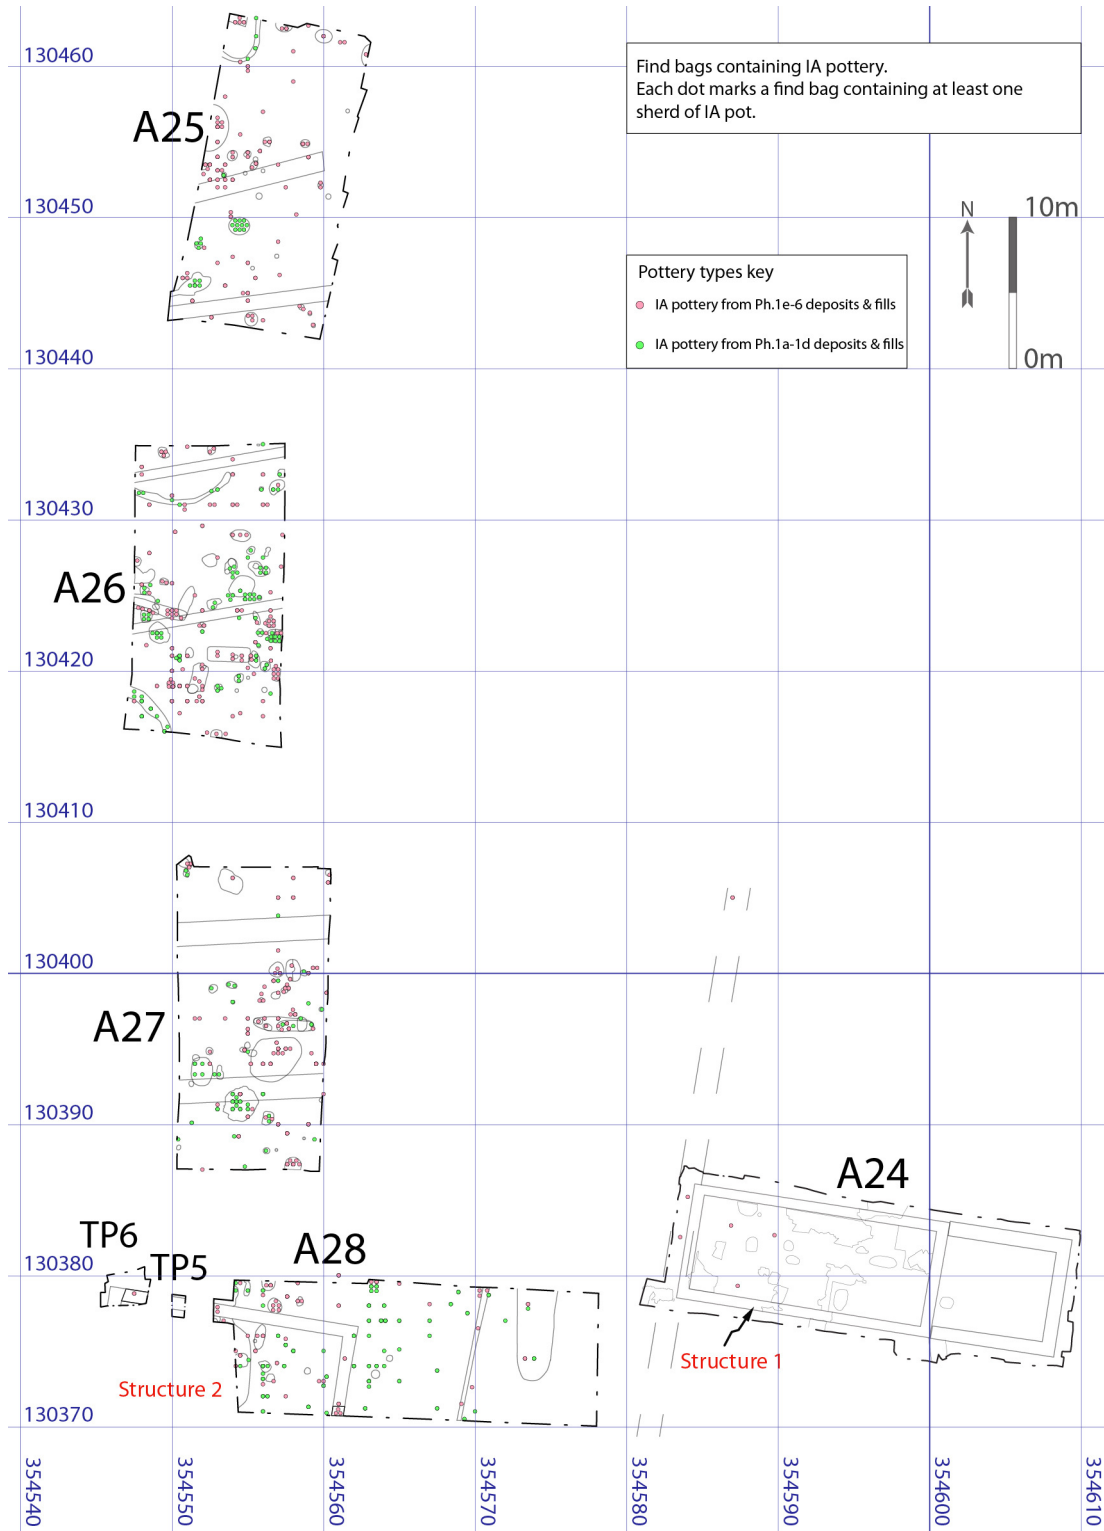 130460
Find bags containing IA pottery.
Each dot marks a find bag containing at least one
sherd of IA pot.
A25
130450
N
10m
Pottery types key
IA pottery from Ph.1e-6 deposits & fills
IA pottery from Ph.1a-1d deposits & fills
0m
130440
130430
A26
130420
130410
130400
A27
130390
A24
TP6
A28
TP5
130380
Structure 1
Structure 2
130370
354540
354550
354560
354570
354580
354590
354600
354610